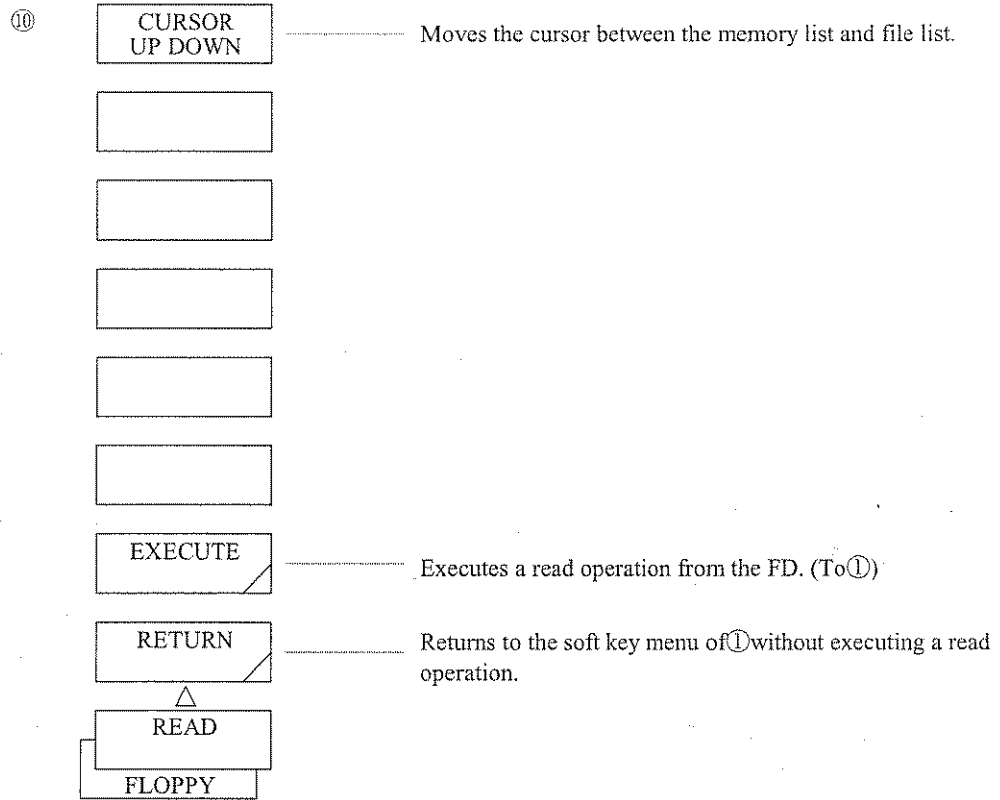 ⑩
CURSOR
UP DOWN
Moves the cursor between the memory list and file list.
EXECUTE
Executes a read operation from the FD. (To①)
RETURN
Returns to the soft key menu of①without executing a read
operation.
△
READ
FLOPPY